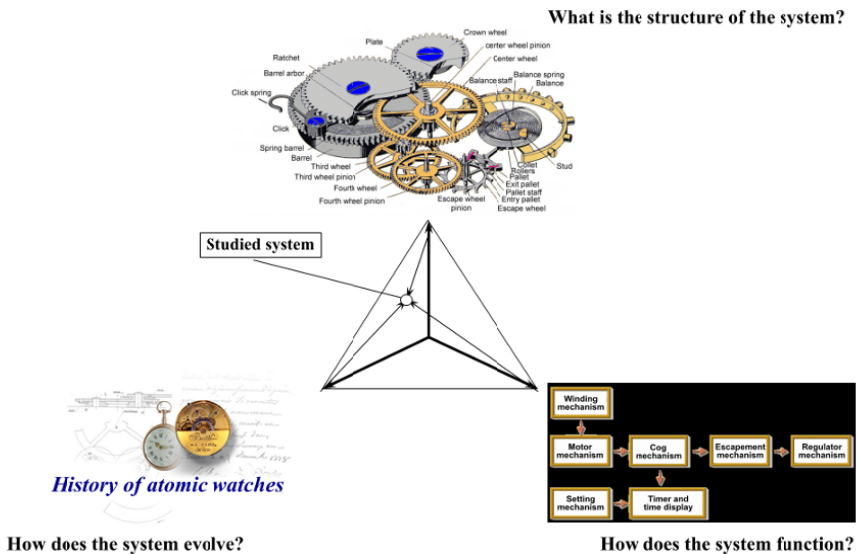 What is the structure of the system?
Crown wheel
Plate
center wheel pinion
Center wheel
Ratchet
Barrel arbor
Balance staff
Balance spring
Balance
Click spring
Click
Spring barrel
Barrel
Third wheel
Third wheel pinion
Fourth wheel
Fourth wheel pinion
Escape wheel
pinion
Collet
Rollers
Pallet
Exit pallet
Pallet staff
Entry pallet
Escape wheel
Stud
Studied system
Winding
mechanism
Motor
mechanism
Cog
mechanism
Escapement
mechanism
Regulator
mechanism
Setting
mechanism
Timer and
time display
History of atomic watches
How does the system evolve?
How does the system function?